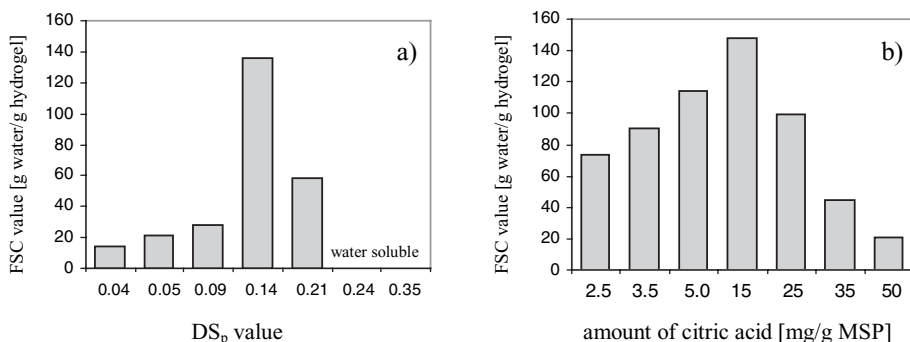 FSC value [g water/g hydrogel]
160
140
120
100
80
60
40
20
0
a)
water soluble
0.04 0.05 0.09 0.14 0.21 0.24 0.35
DSp value
FSC value [g water/g hydrogel]
160
140
120
100
80
60
40
20
0
b)
2.5 3.5 5.0 15 25 35 50
amount of citric acid [mg/g MSP]